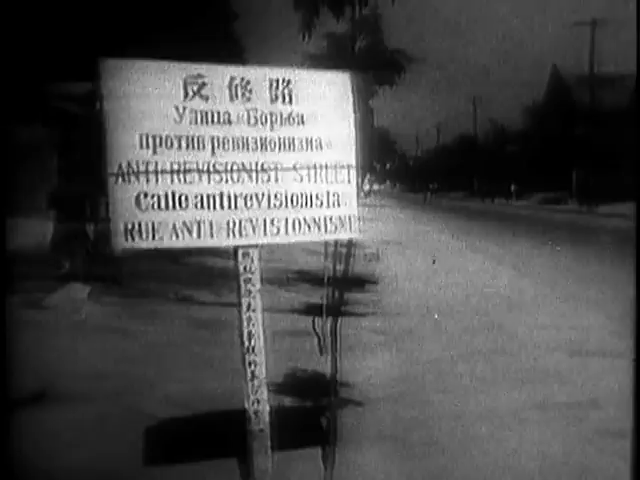 反修路
Улица «Борьба
против ревизионизма»
ANTI-REVISIONIST STREET
Calle antirevisionista
RUE ANTI-REVISIONNISME